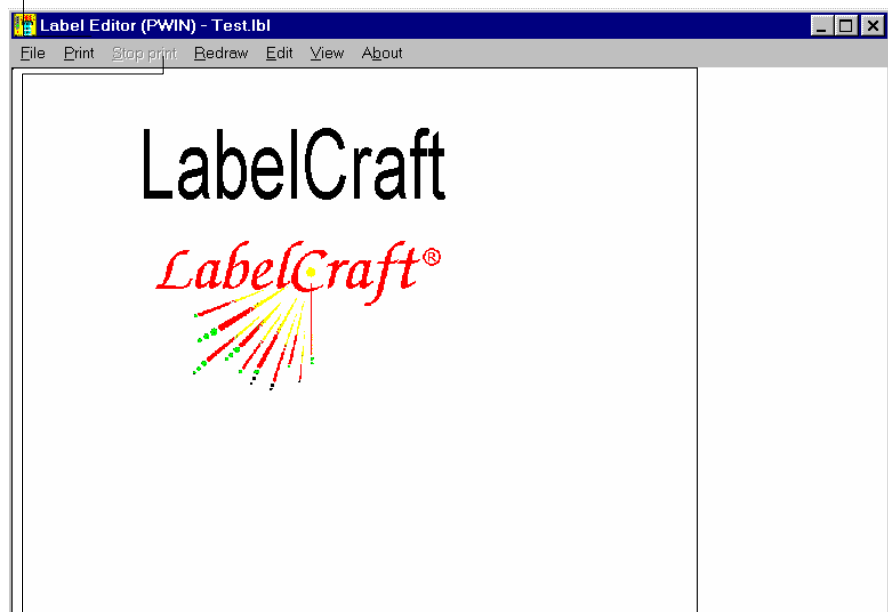 Label Editor (PWIN) - Test.lbl
File Print Stop print Redraw Edit View About
LabelCraft
LabelCraft®